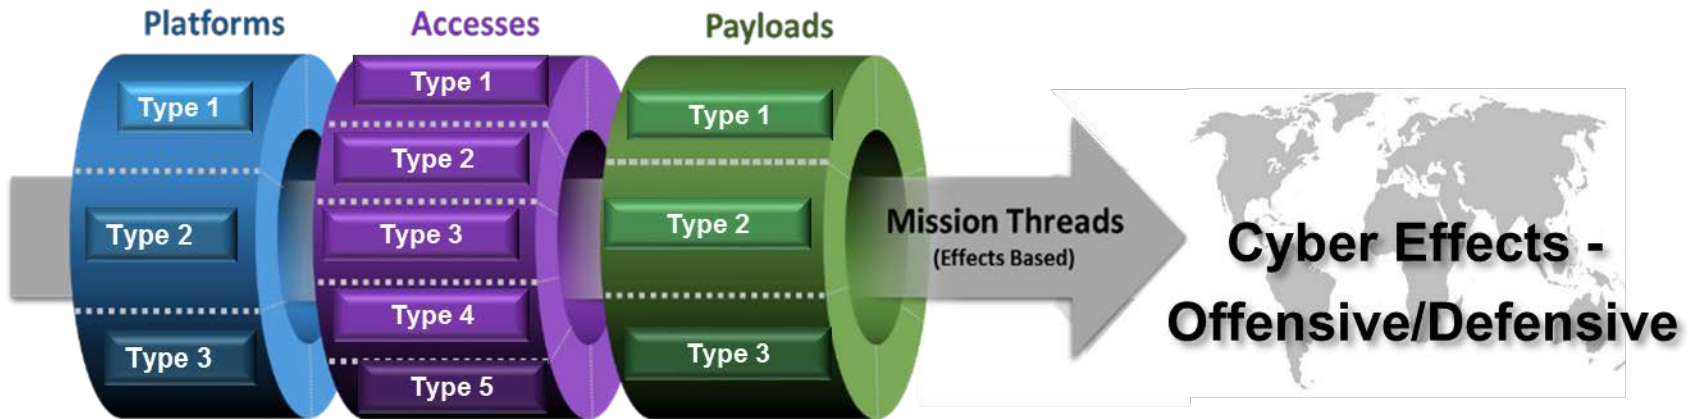 Platforms
Type 1
Type 2
Type 3
Accesses
Type 1
Type 2
Type 3
Type 4
Type 5
Payloads
Type 1
Type 2
Type 3
Mission Threads
(Effects Based)
Cyber Effects -
Offensive/Defensive